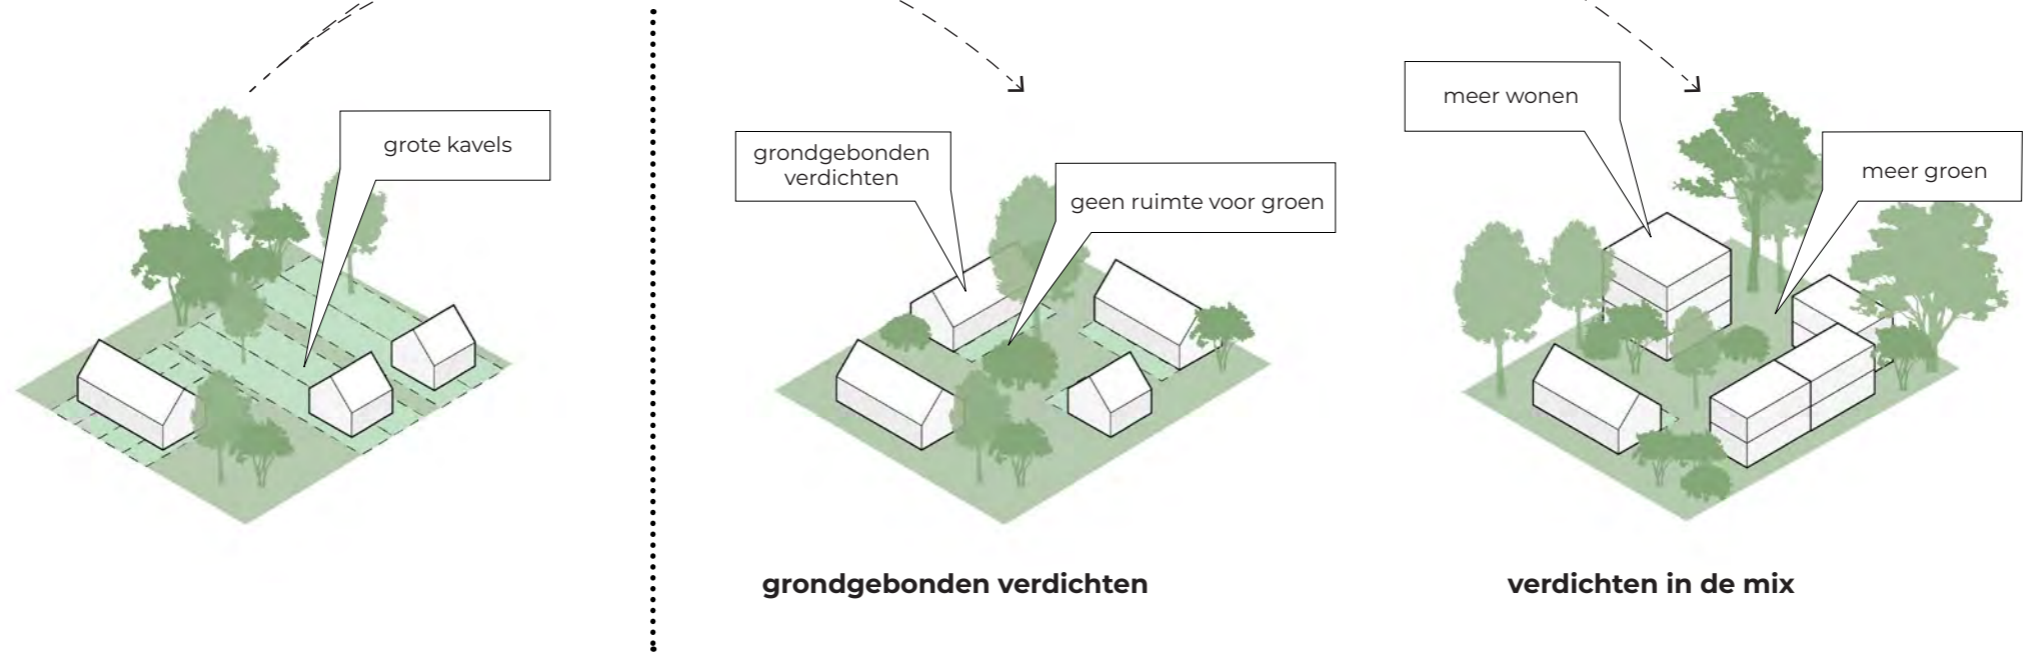 grote kavels
grondgebonden
verdichten
geen ruimte voor groen
meer wonen
meer groen
grondgebonden verdichten
verdichten in de mix